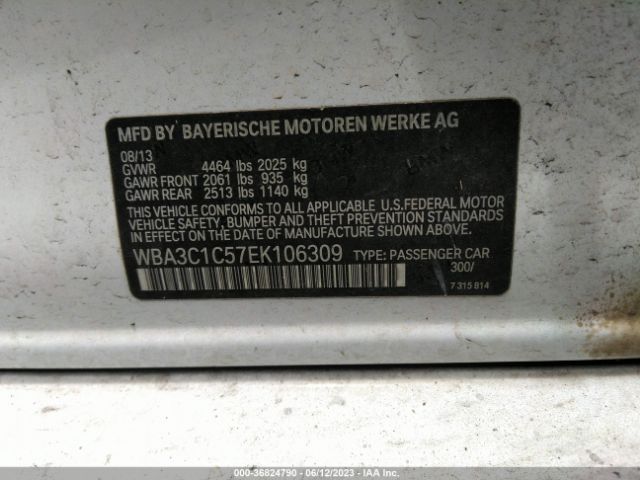 MFD BY BAYERISCHE MOTOREN WERKE AG
08/13
GVWR 4464 lbs 2025 kg
GAWR FRONT 2061 lbs 935 kg
GAWR REAR 2513 lbs 1140 kg
THIS VEHICLE CONFORMS TO ALL APPLICABLE U.S.FEDERAL MOTOR
VEHICLE SAFETY, BUMPER AND THEFT PREVENTION STANDARDS
IN EFFECT ON THE DATE OF MANUFACTURE SHOWN ABOVE.
WBA3C1C57EK106309 TYPE: PASSENGER CAR
300/
7 315 814
000-36824790 - 06/12/2023 - IAAI.COM